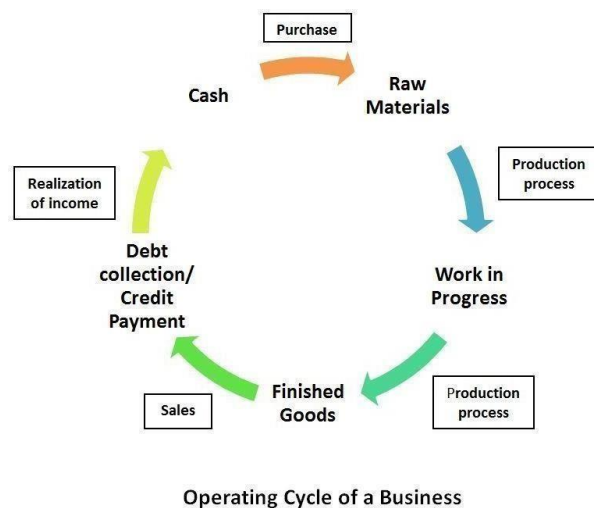 Purchase
Cash
Raw
Materials
Production
process
Work in
Progress
Production
process
Finished
Goods
Sales
Debt
collection/
Credit
Payment
Realization
of income
Operating Cycle of a Business